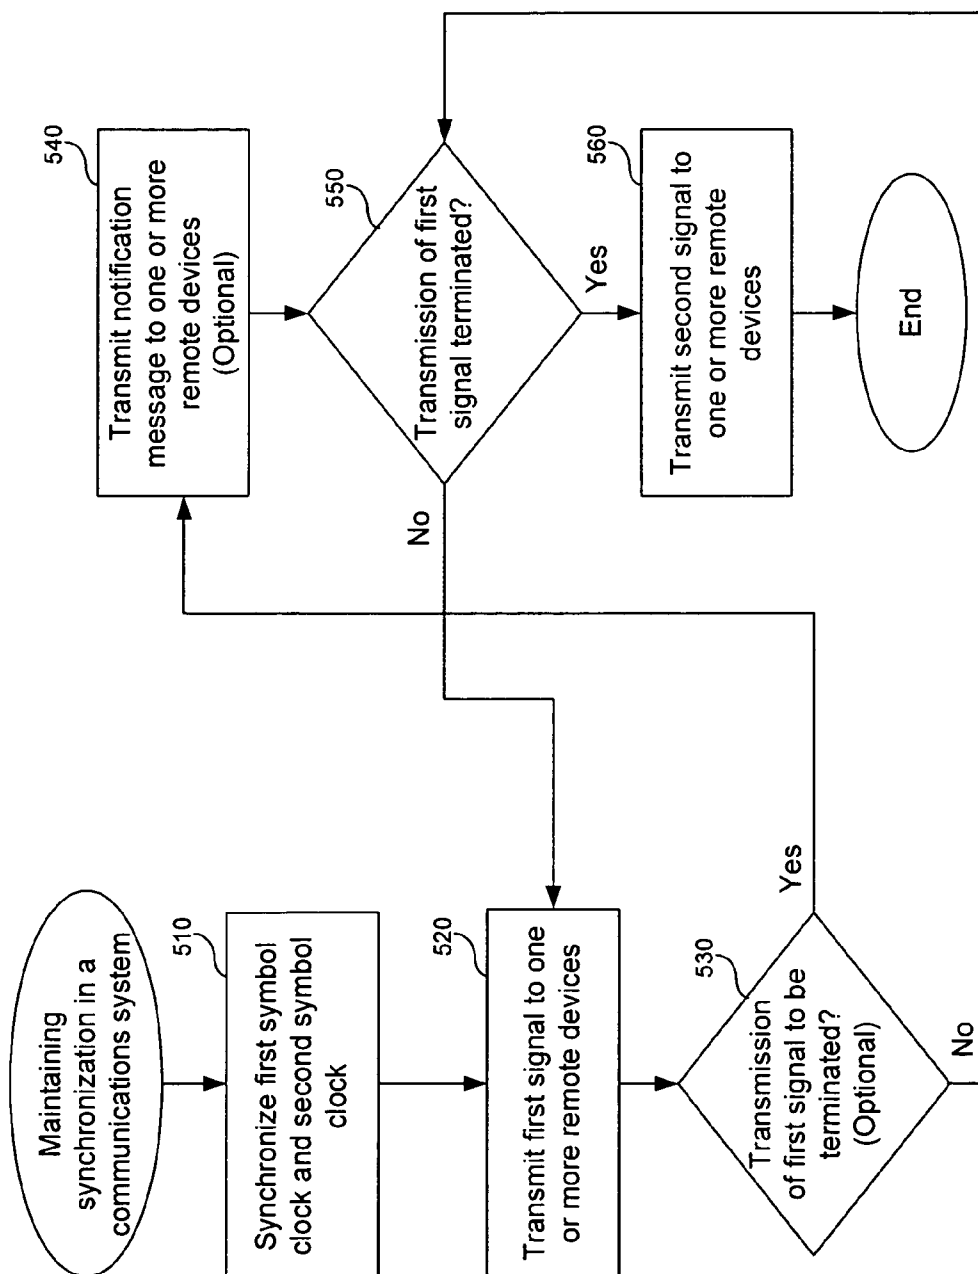 Maintaining
synchronization in a
communications system
510
Synchronize first symbol
clock and second symbol
clock
520
Transmit first signal to one
or more remote devices
530
Transmission
of first signal to be
terminated?
(Optional)
Yes
No
540
Transmit notification
message to one or more
remote devices
(Optional)
550
Transmission of first
signal terminated?
No
Yes
560
Transmit second signal to
one or more remote
devices
End